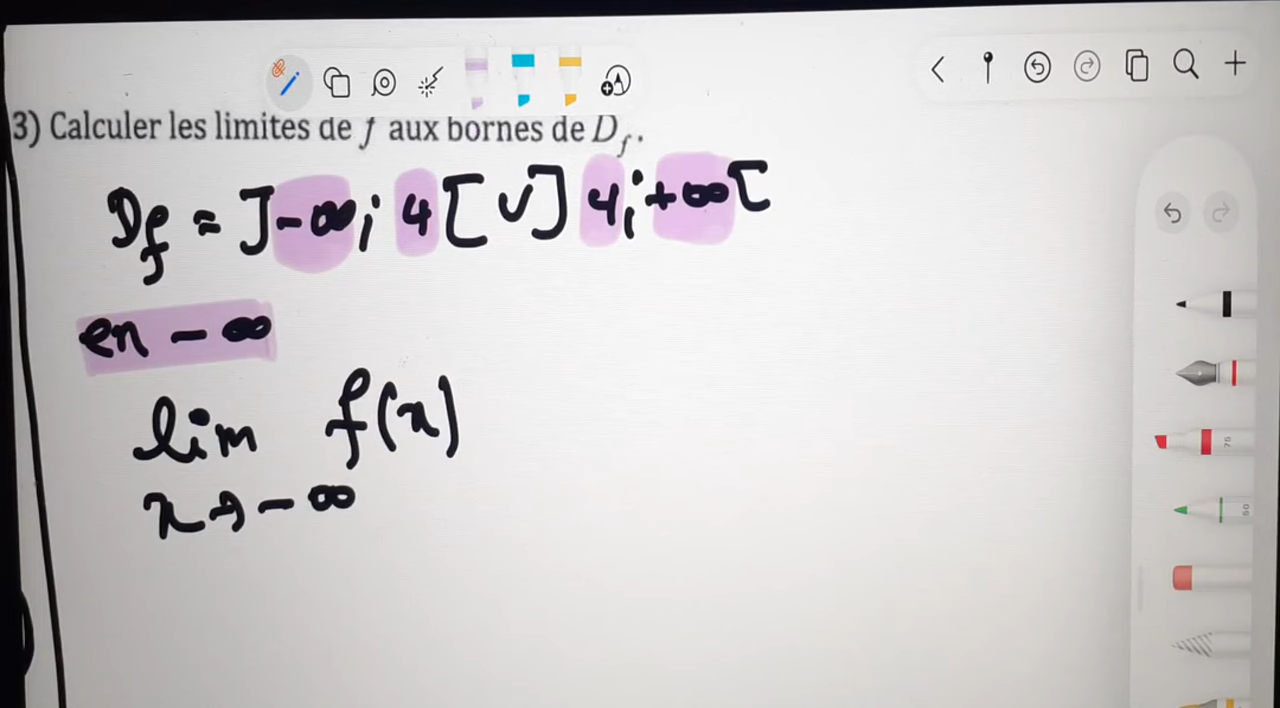 3) Calculer les limites de f aux bornes de D_f.
Df = ]-∞; 4[ ∪ ]4; +∞[
en -∞
lim f(x)
x→-∞